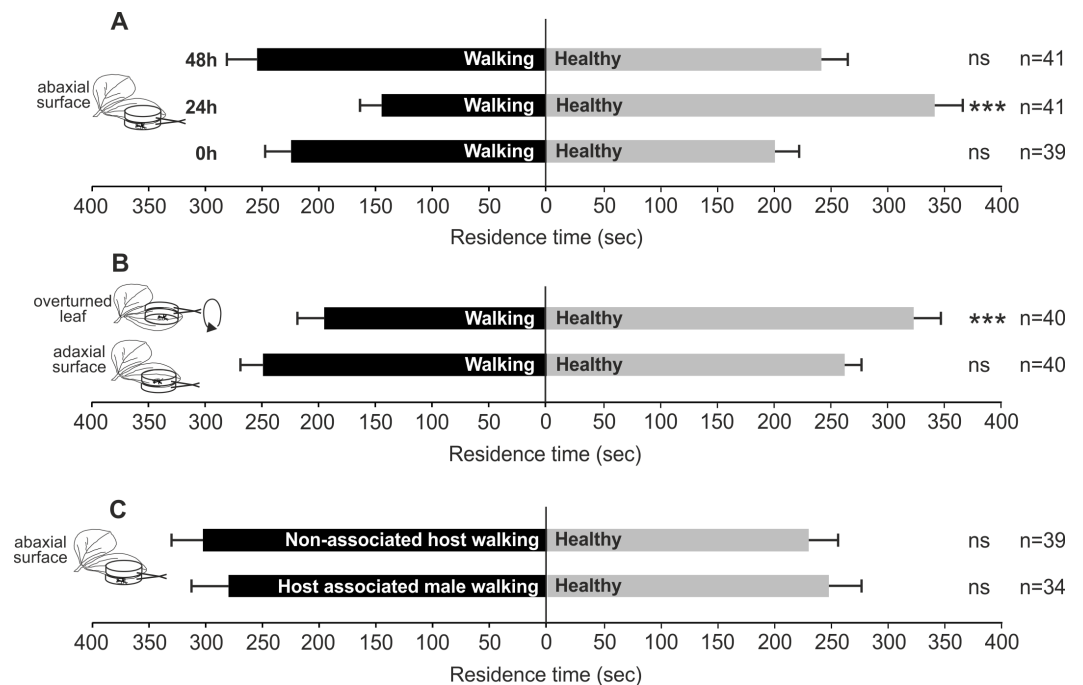 A
48h Walking Healthy ns n=41
abaxial
surface
24h Walking Healthy *** n=41
0h Walking Healthy ns n=39
400 350 300 250 200 150 100 50 0 50 100 150 200 250 300 350 400
Residence time (sec)
B
overturned
leaf
Walking Healthy *** n=40
adaxial
surface
Walking Healthy ns n=40
400 350 300 250 200 150 100 50 0 50 100 150 200 250 300 350 400
Residence time (sec)
C
abaxial
surface
Non-associated host walking Healthy ns n=39
Host associated male walking Healthy ns n=34
400 350 300 250 200 150 100 50 0 50 100 150 200 250 300 350 400
Residence time (sec)